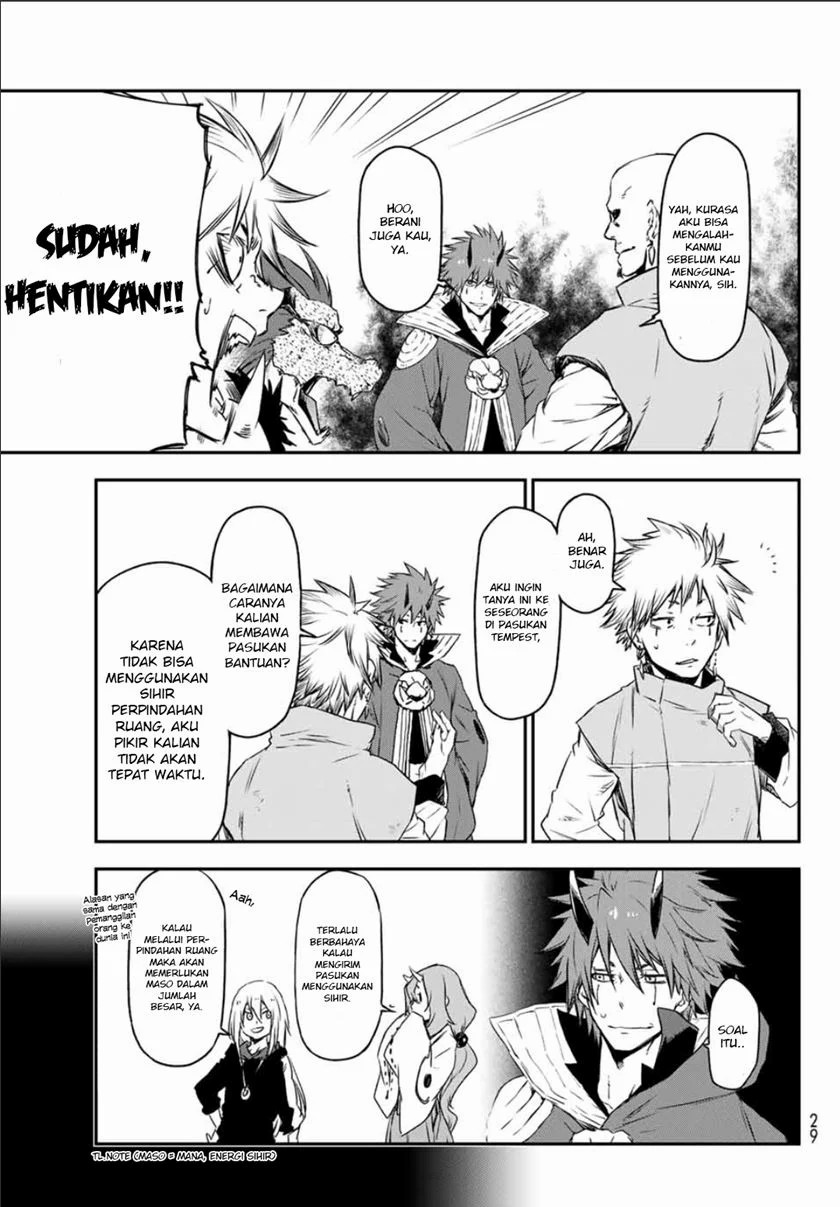 YAH, KURASA
AKU BISA
MENGALAH-
KANMU
SEBELUM KAU
MENGGUNA-
KANNYA, SIH.
HOO,
BERANI
JUGA KAU,
YA.
SUDAH,
HENTIKAN!!
AH,
BENAR
JUGA.
AKU INGIN
TANYA INI KE
SESEORANG
DI PASUKAN
TEMPEST,
BAGAIMANA
CARANYA
KALIAN
MEMBAWA
PASUKAN
BANTUAN?
KARENA
TIDAK BISA
MENGGUNAKAN
SIHIR
PERPINDAHAN
RUANG, AKU
PIKIR KALIAN
TIDAK AKAN
TEPAT WAKTU.
SOAL
ITU..
TERLALU
BERBAHAYA
KALAU
MENGIRIM
PASUKAN
MENGGUNAKAN
SIHIR.
Aah,
KALAU
MELALUI PER-
PINDAHAN RUANG
MAKA AKAN
MEMERLUKAN
MASO DALAM
JUMLAH
BESAR, YA.
Alasan yang
sama dengan
Pemanggilan
orang ke
dunia ini
TL.NOTE (MASO = MANA, ENERGI SIHIR)
29